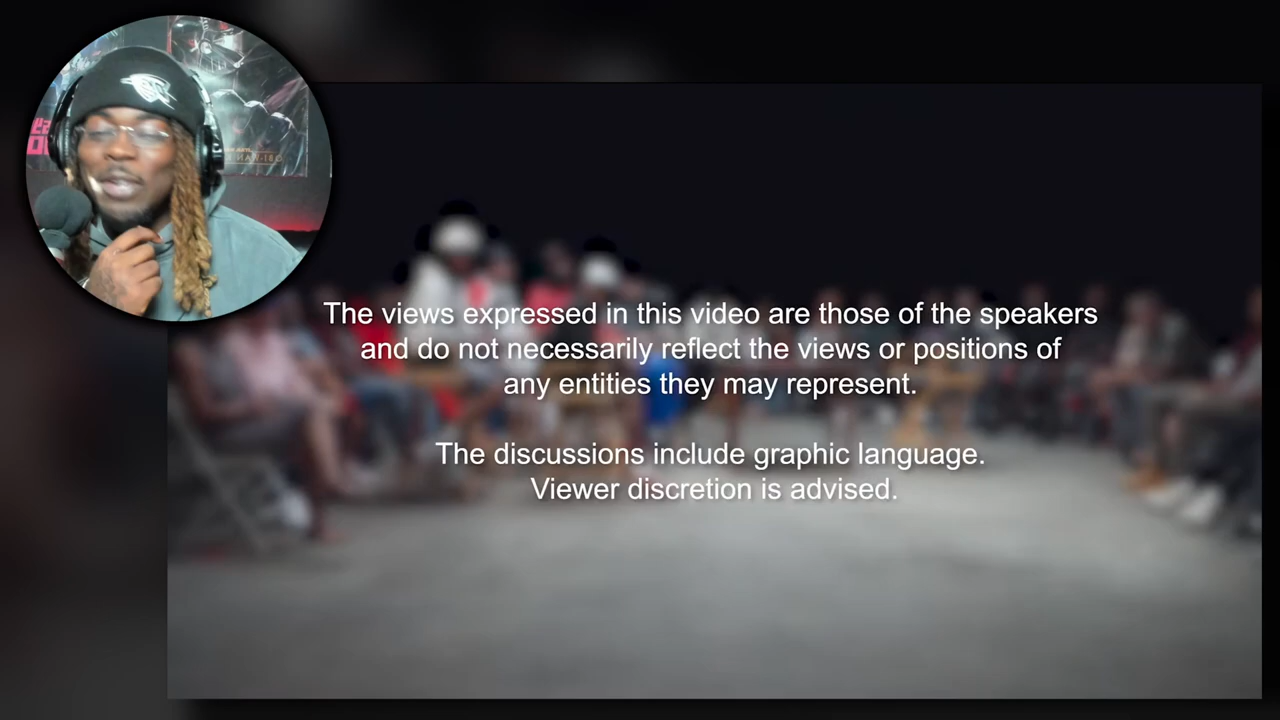 The views expressed in this video are those of the speakers
and do not necessarily reflect the views or positions of
any entities they may represent.
The discussions include graphic language.
Viewer discretion is advised.